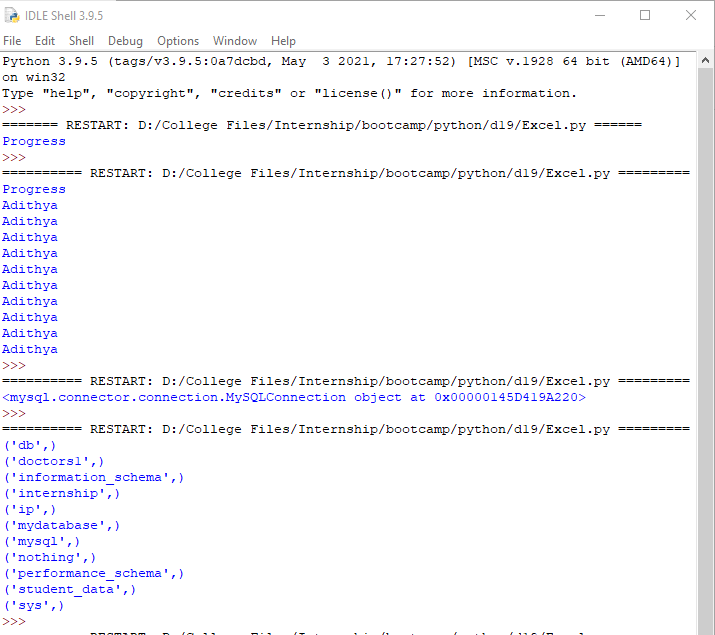 IDLE Shell 3.9.5
File Edit Shell Debug Options Window Help
Python 3.9.5 (tags/v3.9.5:0a7dcbd, May  3 2021, 17:27:52) [MSC v.1928 64 bit (AMD64)]
on win32
Type "help", "copyright", "credits" or "license()" for more information.
>>>
======= RESTART: D:/College Files/Internship/bootcamp/python/d19/Excel.py ======
Progress
>>>
========== RESTART: D:/College Files/Internship/bootcamp/python/d19/Excel.py =========
Progress
Adithya
Adithya
Adithya
Adithya
Adithya
Adithya
Adithya
Adithya
Adithya
Adithya
>>>
========== RESTART: D:/College Files/Internship/bootcamp/python/d19/Excel.py =========
<mysql.connector.connection.MySQLConnection object at 0x00000145D419A220>
>>>
========== RESTART: D:/College Files/Internship/bootcamp/python/d19/Excel.py =========
('db',)
('doctors1',)
('information_schema',)
('internship',)
('ip',)
('mydatabase',)
('mysql',)
('nothing',)
('performance_schema',)
('student_data',)
('sys',)
>>>